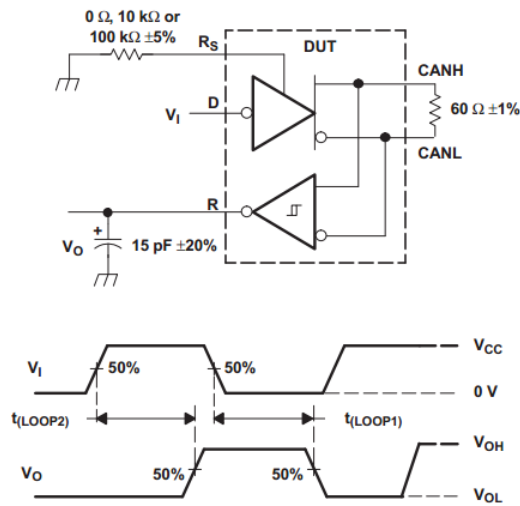 0 Ω, 10 kΩ or
100 kΩ ±5%
RS
DUT
CANH
D
VI
60 Ω ±1%
CANL
R
+
VO
15 pF ±20%
VCC
VI
50%
50%
0 V
t(LOOP2)
t(LOOP1)
VOH
VO
50%
50%
VOL